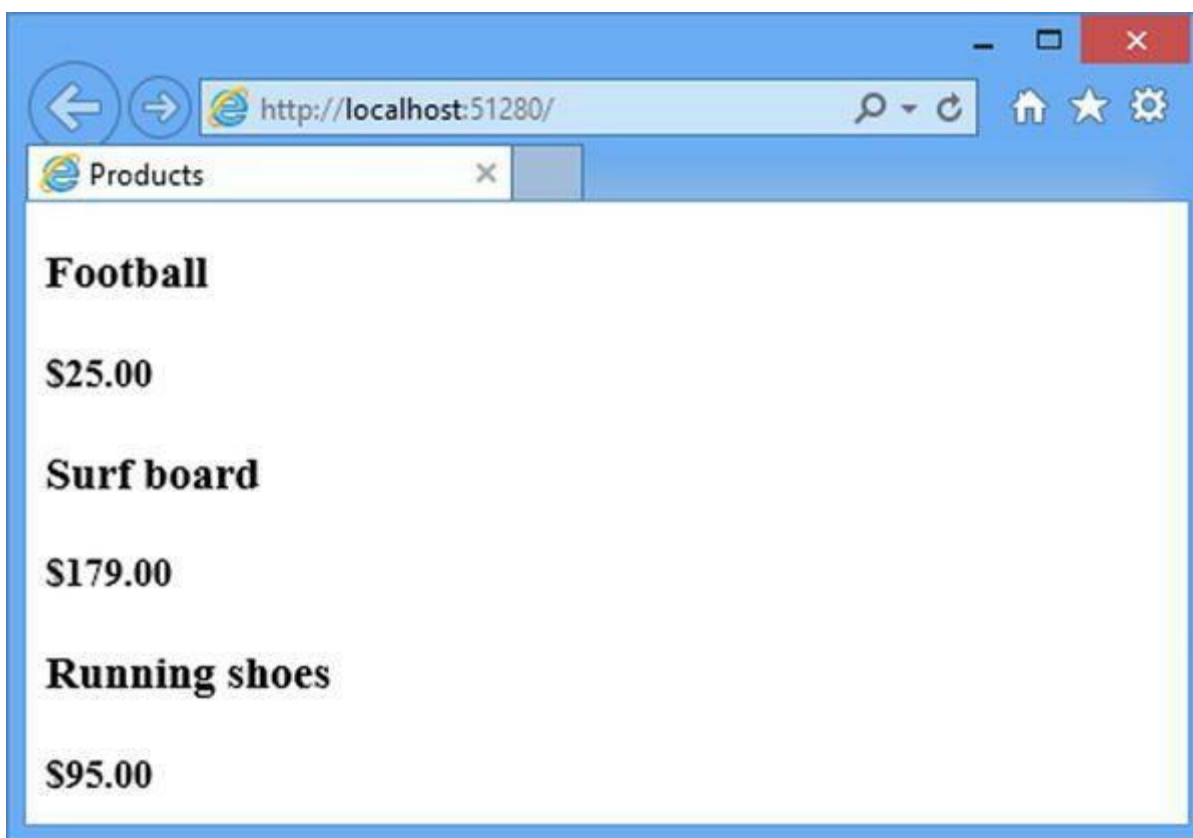 http://localhost:51280/
Products
Football
$25.00
Surf board
$179.00
Running shoes
$95.00